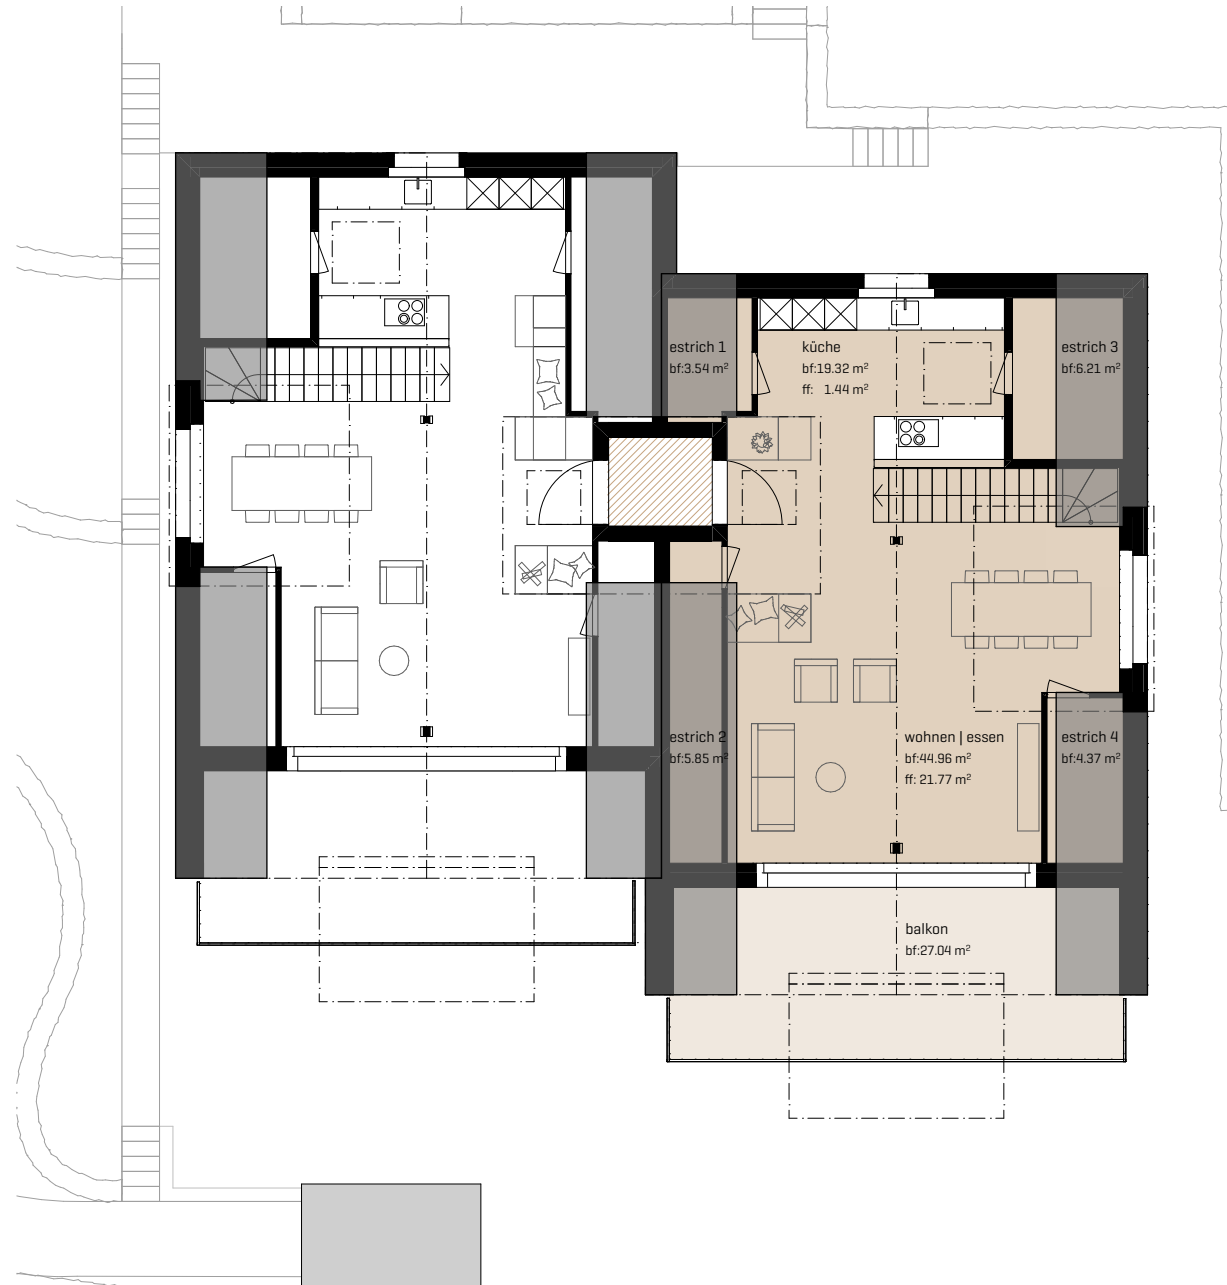 estrich 1
bf:3.54 m²
küche
bf:19.32 m²
ff: 1.44 m²
estrich 3
bf:6.21 m²
estrich 2
bf:5.85 m²
wohnen | essen
bf:44.96 m²
ff: 21.77 m²
estrich 4
bf:4.37 m²
balkon
bf:27.04 m²